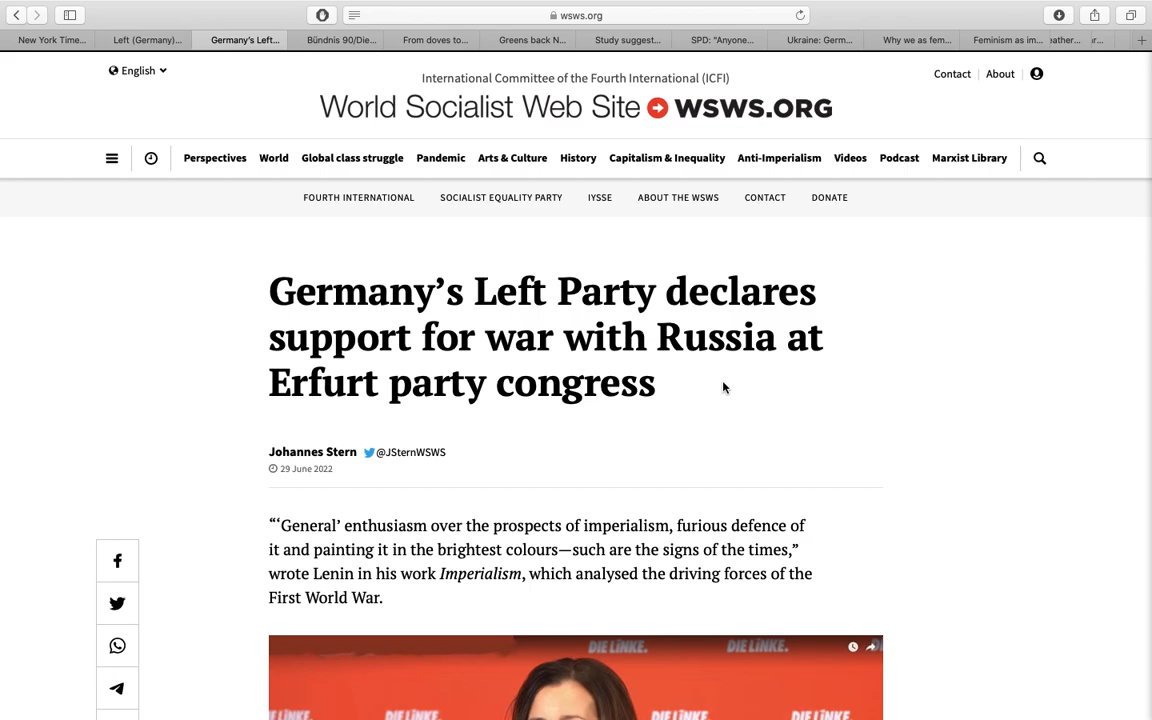 wsws.org
New York Time...
Left (Germany)...
Germany's Left...
Bündnis 90/Die...
From doves to...
Greens back N...
Study suggest...
SPD: "Anyone...
Ukraine: Germ...
Why we as fem...
Feminism as im...
English
International Committee of the Fourth International (ICFI)
Contact
About
World Socialist Web Site WSWS.ORG
Perspectives World Global class struggle Pandemic Arts & Culture History Capitalism & Inequality Anti-Imperialism Videos Podcast Marxist Library
FOURTH INTERNATIONAL SOCIALIST EQUALITY PARTY IYSSE ABOUT THE WSWS CONTACT DONATE
Germany's Left Party declares
support for war with Russia at
Erfurt party congress
Johannes Stern @JSternWSWS
29 June 2022
“‘General’ enthusiasm over the prospects of imperialism, furious defence of
it and painting it in the brightest colours—such are the signs of the times,”
wrote Lenin in his work Imperialism, which analysed the driving forces of the
First World War.
DIE LINKE. DIE LINKE.
DIE LINKE. DIE LINKE. DIE LINKE.